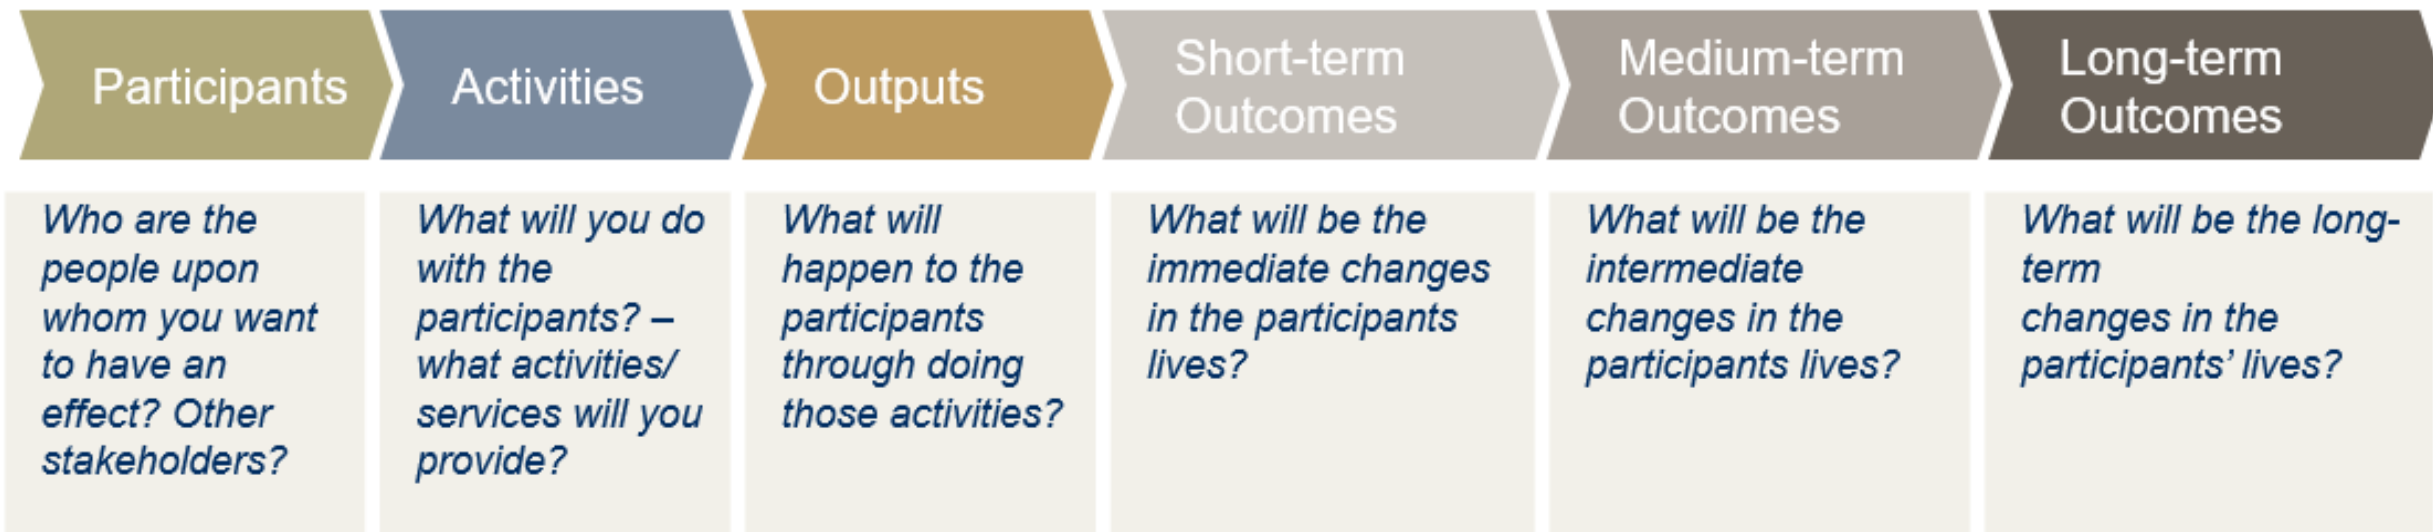 Participants
Activities
Outputs
Short-term
Outcomes
Medium-term
Outcomes
Long-term
Outcomes
Who are the
people upon
whom you want
to have an
effect? Other
stakeholders?
What will you do
with the
participants? –
what activities/
services will you
provide?
What will
happen to the
participants
through doing
those activities?
What will be the
immediate changes
in the participants
lives?
What will be the
intermediate
changes in the
participants lives?
What will be the long-
term
changes in the
participants’ lives?